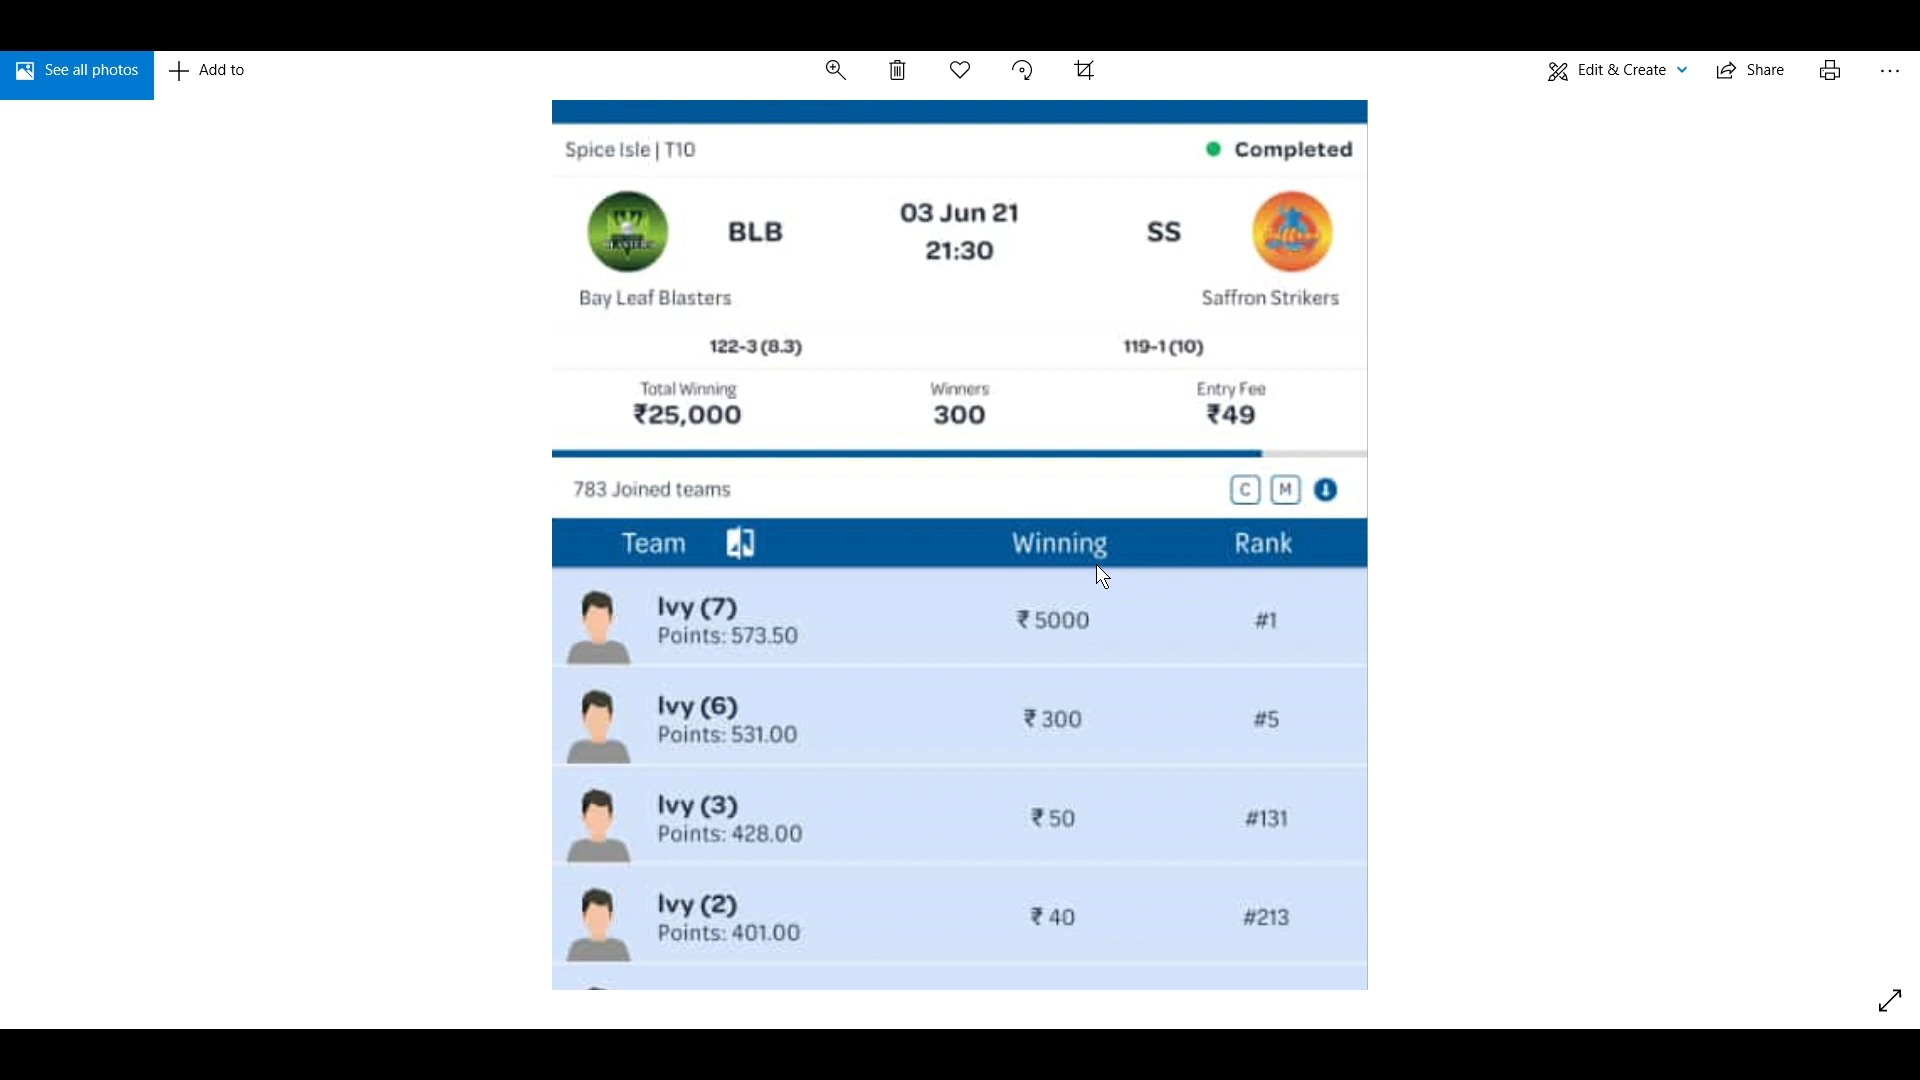 See all photos
Add to
Edit & Create
Share
Spice Isle | T10
Completed
BLB
03 Jun 21
21:30
SS
Bay Leaf Blasters
Saffron Strikers
122-3 (8.3)
119-1 (10)
Total Winning
Winners
Entry Fee
₹25,000
300
₹49
783 Joined teams
C
M
Team
Winning
Rank
Ivy (7)
Points: 573.50
₹ 5000
#1
Ivy (6)
Points: 531.00
₹ 300
#5
Ivy (3)
Points: 428.00
₹ 50
#131
Ivy (2)
Points: 401.00
₹ 40
#213